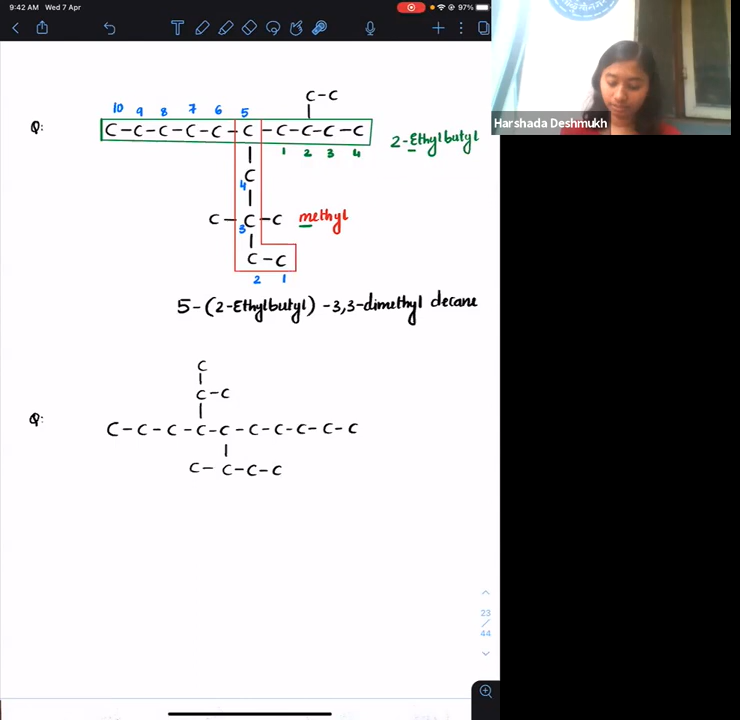 9:42 AM Wed 7 Apr
97%
Harshada Deshmukh
C-C
10 9 8 7 6 5
Q:
C-C-C-C-C-C-C-C-C-C
1 2 3 4
2-Ethylbutyl
C
4
C-C-C
3
methyl
C-C
2 1
5-(2-Ethylbutyl)-3,3-dimethyl decane
C
C-C
Q:
C-C-C-C-C-C-C-C-C-C
C-C-C-C
23
/
44